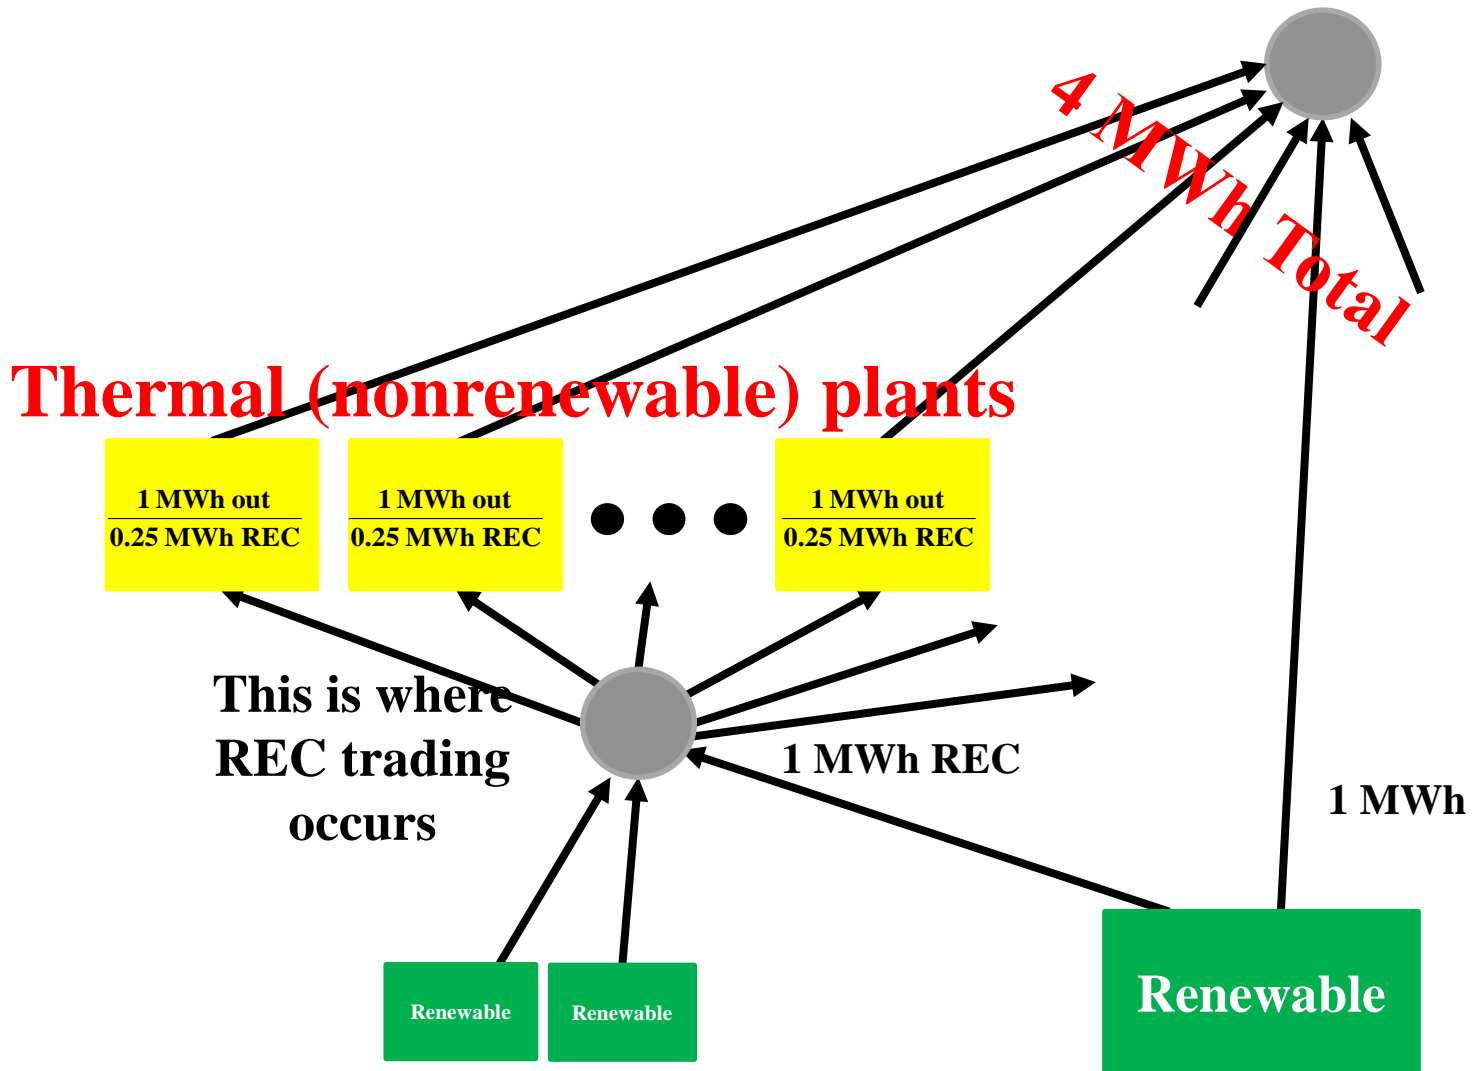 4 MWh Total
Thermal (nonrenewable) plants
1 MWh out
0.25 MWh REC
1 MWh out
0.25 MWh REC
1 MWh out
0.25 MWh REC
This is where
REC trading
occurs
1 MWh REC
1 MWh
Renewable
Renewable
Renewable